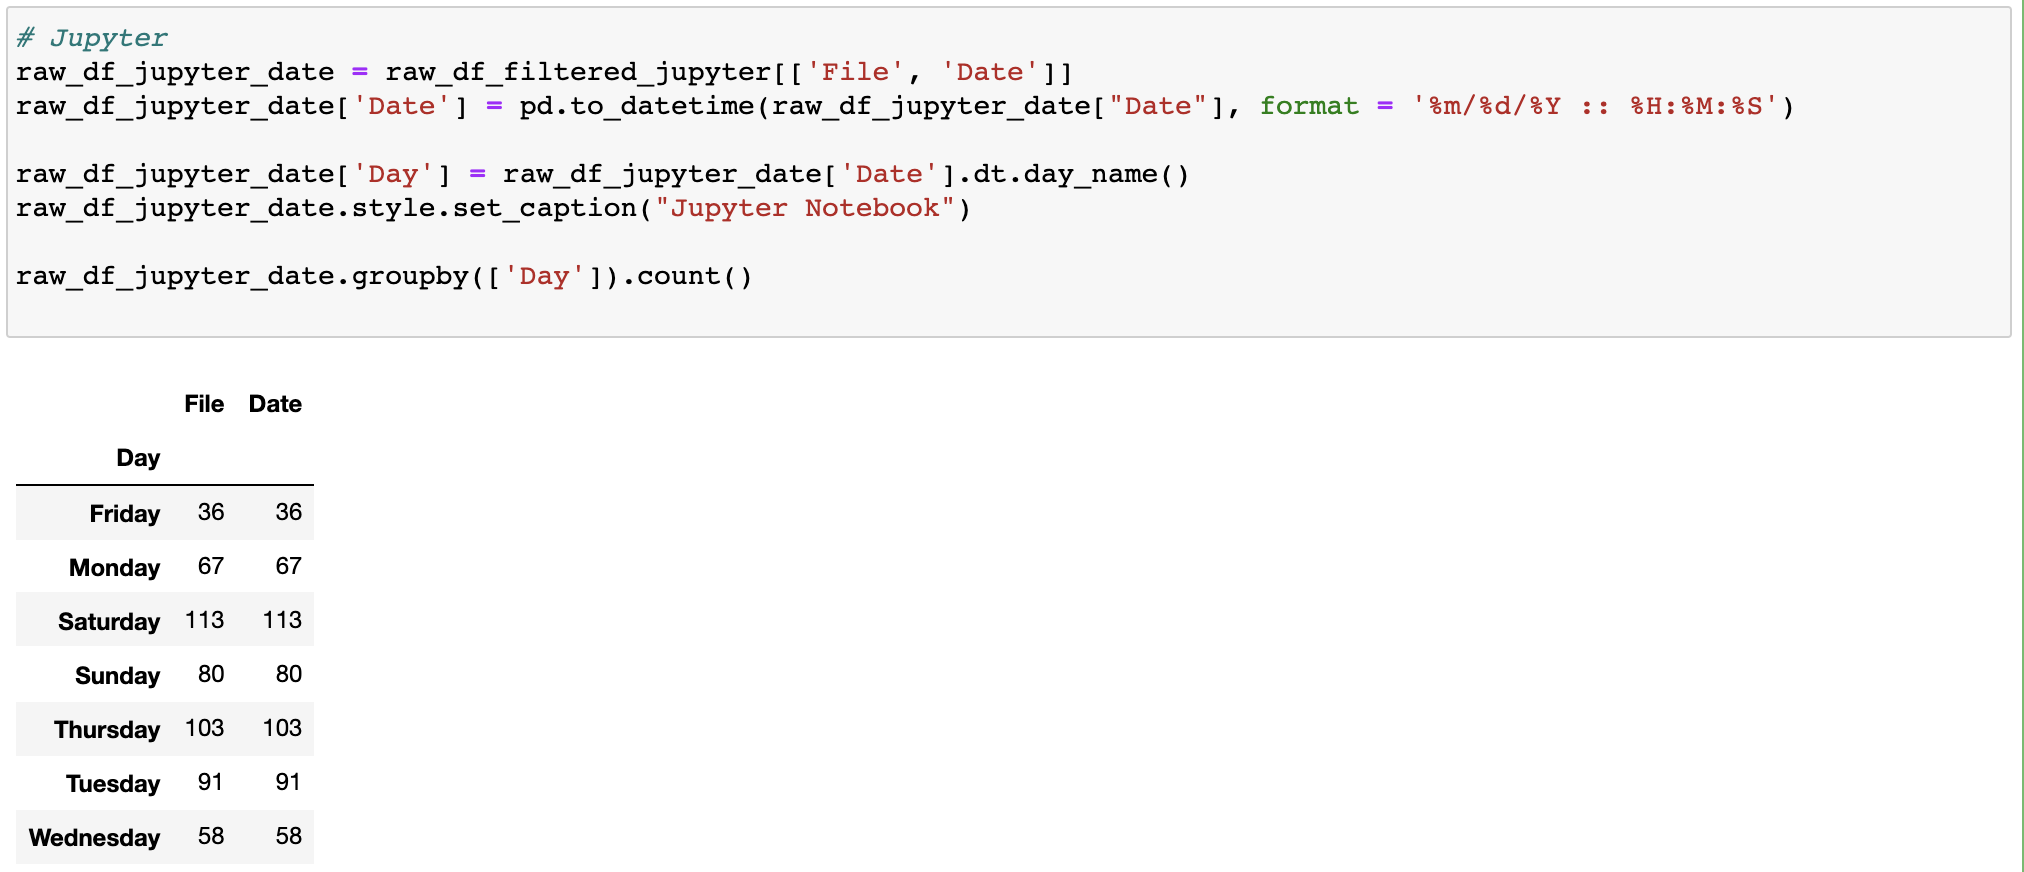 # Jupyter
raw_df_jupyter_date = raw_df_filtered_jupyter[['File', 'Date']]
raw_df_jupyter_date['Date'] = pd.to_datetime(raw_df_jupyter_date["Date"], format = '%m/%d/%Y :: %H:%M:%S')
raw_df_jupyter_date['Day'] = raw_df_jupyter_date['Date'].dt.day_name()
raw_df_jupyter_date.style.set_caption("Jupyter Notebook")
raw_df_jupyter_date.groupby(['Day']).count()
File Date
Day
Friday 36 36
Monday 67 67
Saturday 113 113
Sunday 80 80
Thursday 103 103
Tuesday 91 91
Wednesday 58 58